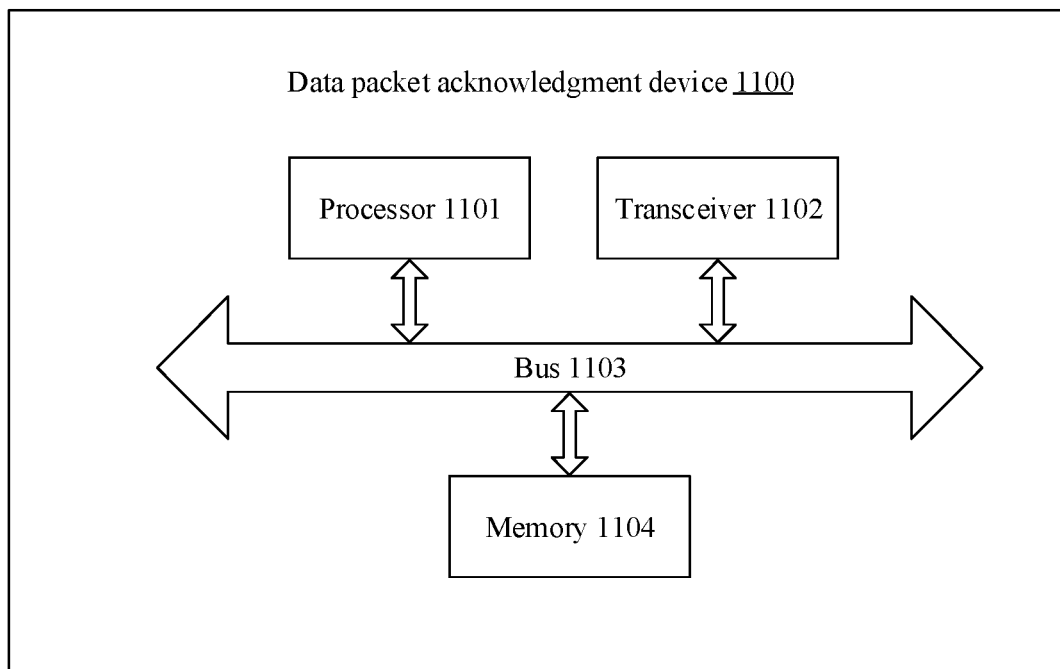 Data packet acknowledgment device 1100
Processor 1101
Transceiver 1102
Bus 1103
Memory 1104